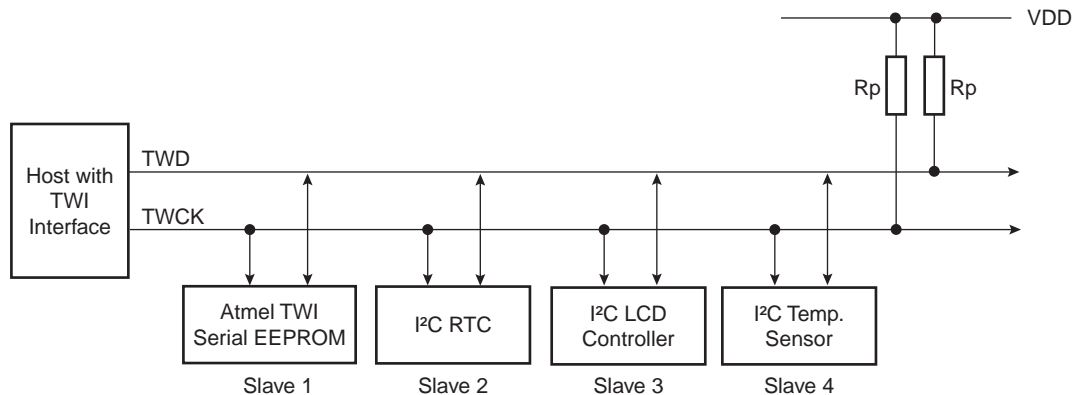 VDD
Rp
Rp
Host with
TWI
Interface
TWD
TWCK
Atmel TWI
Serial EEPROM
I²C RTC
I²C LCD
Controller
I²C Temp.
Sensor
Slave 1
Slave 2
Slave 3
Slave 4